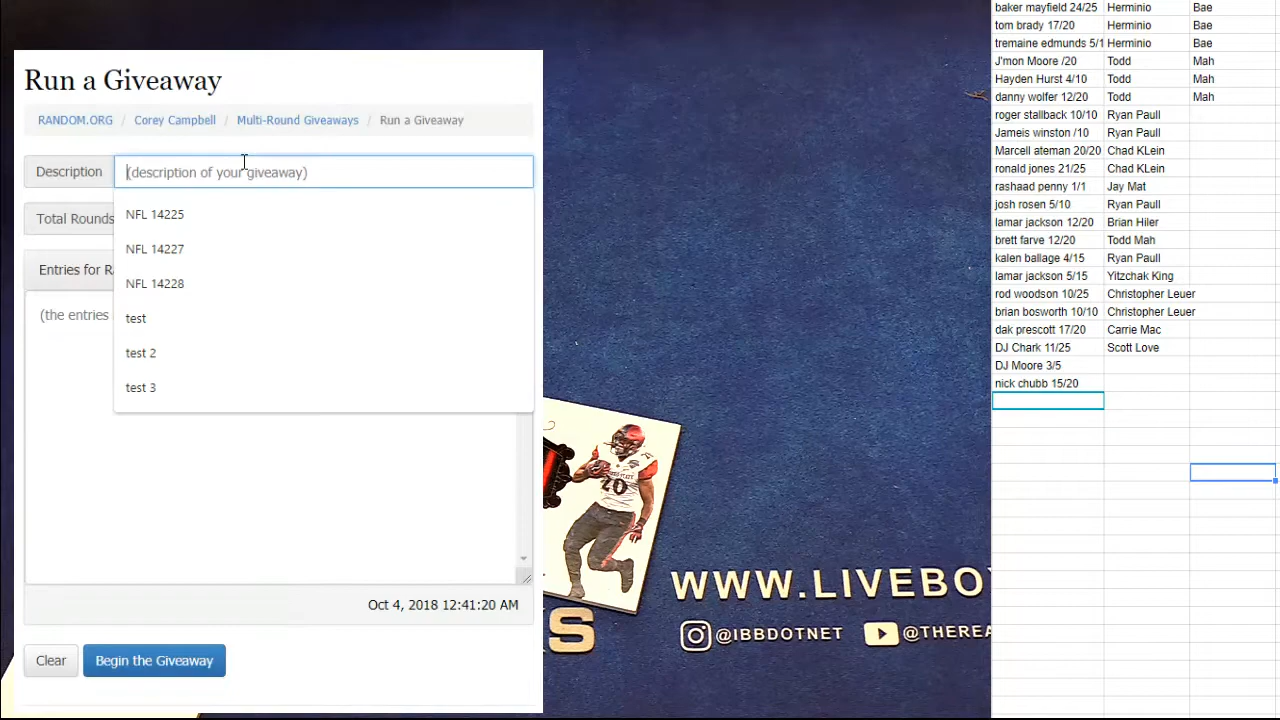 Run a Giveaway
RANDOM.ORG / Corey Campbell / Multi-Round Giveaways / Run a Giveaway
Description (description of your giveaway)
NFL 14225
NFL 14227
NFL 14228
test
test 2
test 3
Total Rounds
Entries for R
(the entries
Oct 4, 2018 12:41:20 AM
Clear
Begin the Giveaway
20
WWW.LIVEBO
S
@IBBDOTNET @THEREA
baker mayfield 24/25 Herminio Bae
tom brady 17/20 Herminio Bae
tremaine edmunds 5/1 Herminio Bae
J'mon Moore /20 Todd Mah
Hayden Hurst 4/10 Todd Mah
danny wolfer 12/20 Todd Mah
roger stallback 10/10 Ryan Paull
Jameis winston /10 Ryan Paull
Marcell ateman 20/20 Chad KLein
ronald jones 21/25 Chad KLein
rashaad penny 1/1 Jay Mat
josh rosen 5/10 Ryan Paull
lamar jackson 12/20 Brian Hiler
brett farve 12/20 Todd Mah
kalen ballage 4/15 Ryan Paull
lamar jackson 5/15 Yitzchak King
rod woodson 10/25 Christopher Leuer
brian bosworth 10/10 Christopher Leuer
dak prescott 17/20 Carrie Mac
DJ Chark 11/25 Scott Love
DJ Moore 3/5
nick chubb 15/20